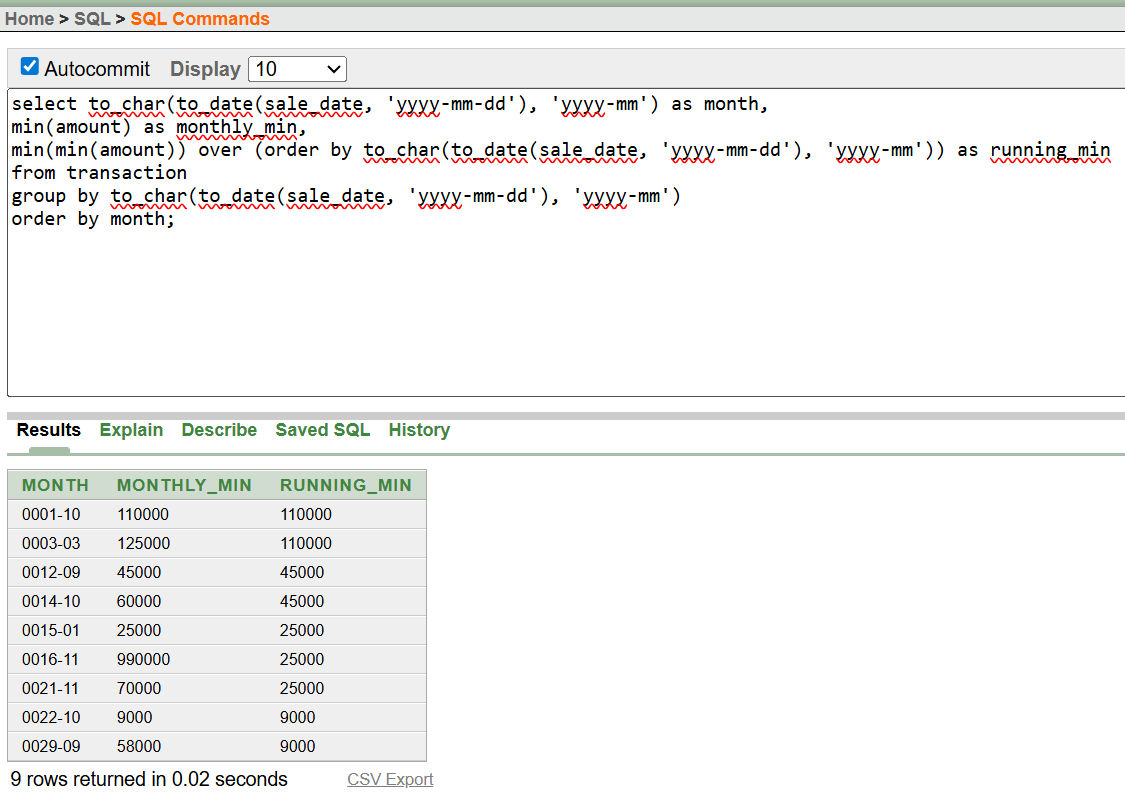 Home > SQL > SQL Commands
Autocommit Display 10
select to_char(to_date(sale_date, 'yyyy-mm-dd'), 'yyyy-mm') as month,
min(amount) as monthly_min,
min(min(amount)) over (order by to_char(to_date(sale_date, 'yyyy-mm-dd'), 'yyyy-mm')) as running_min
from transaction
group by to_char(to_date(sale_date, 'yyyy-mm-dd'), 'yyyy-mm')
order by month;
Results Explain Describe Saved SQL History
MONTH MONTHLY_MIN RUNNING_MIN
0001-10 110000 110000
0003-03 125000 110000
0012-09 45000 45000
0014-10 60000 45000
0015-01 25000 25000
0016-11 990000 25000
0021-11 70000 25000
0022-10 9000 9000
0029-09 58000 9000
9 rows returned in 0.02 seconds CSV Export